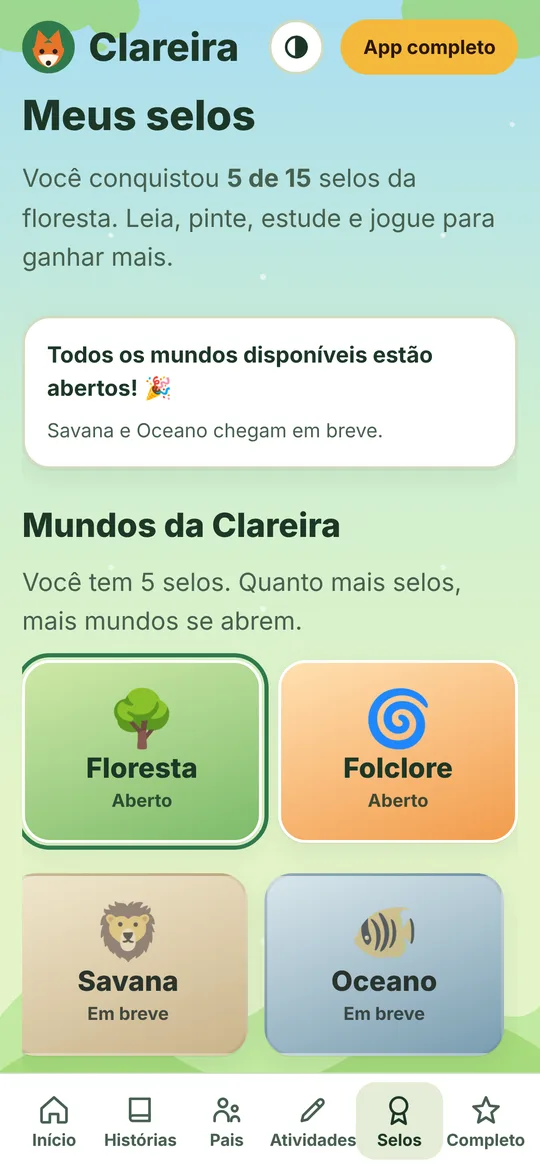 Clareira
App completo
Meus selos
Você conquistou 5 de 15 selos da
floresta. Leia, pinte, estude e jogue para
ganhar mais.
Todos os mundos disponíveis estão
abertos! 🎉
Savana e Oceano chegam em breve.
Mundos da Clareira
Você tem 5 selos. Quanto mais selos,
mais mundos se abrem.
Floresta
Aberto
Folclore
Aberto
Savana
Em breve
Oceano
Em breve
Início
Histórias
Pais
Atividades
Selos
Completo